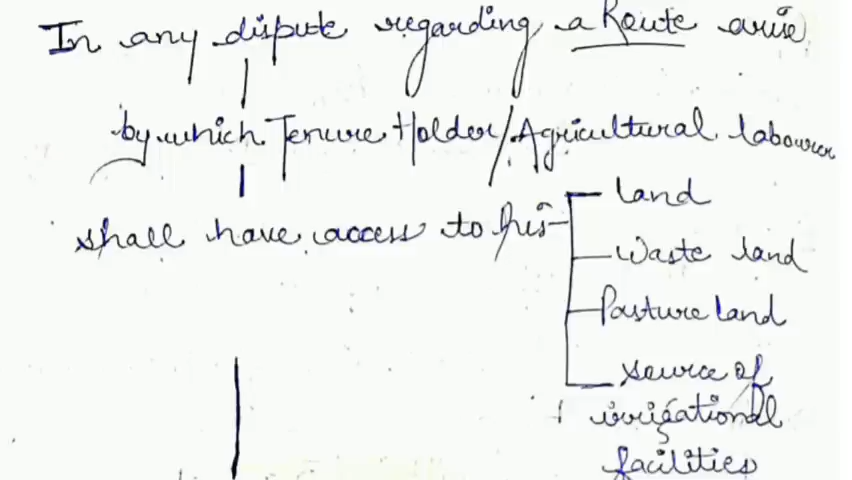 In any dispute regarding a Route arise
by which Tenure Holder/Agricultural labourer
shall have access to his
land
Waste land
Pasture land
source of
irrigational
facilities